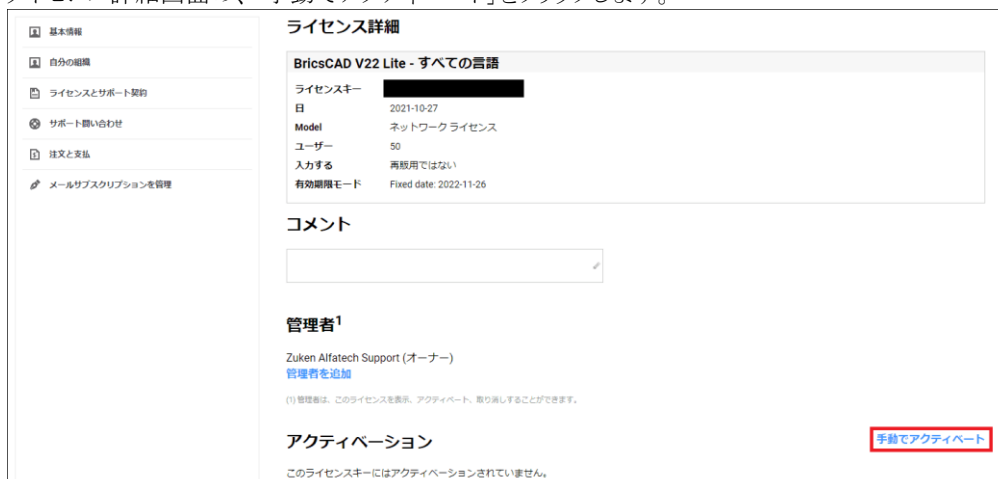 基本情報
自分の組織
ライセンスとサポート契約
サポート問い合わせ
注文と支払
メールサブスクリプションを管理
ライセンス詳細
BricsCAD V22 Lite - すべての言語
ライセンスキー
日 2021-10-27
Model ネットワーク ライセンス
ユーザー 50
入力する 再販用ではない
有効期限モード Fixed date: 2022-11-26
コメント
管理者1
Zuken Alfatech Support (オーナー)
管理者を追加
(1) 管理者は、このライセンスを表示、アクティベート、取り消しすることができます。
アクティベーション 手動でアクティベート
このライセンスキーにはアクティベーションされていません。